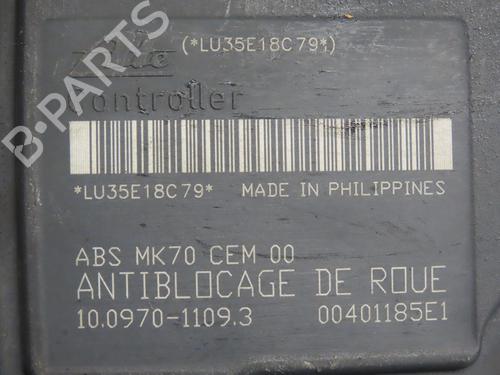 (*LU35E18C79*)
Ate
Controller
B-PARTS
*LU35E18C79* MADE IN PHILIPPINES
ABS MK70 CEM 00
ANTIBLOCAGE DE ROUE
10.0970-1109.3 00401185E1